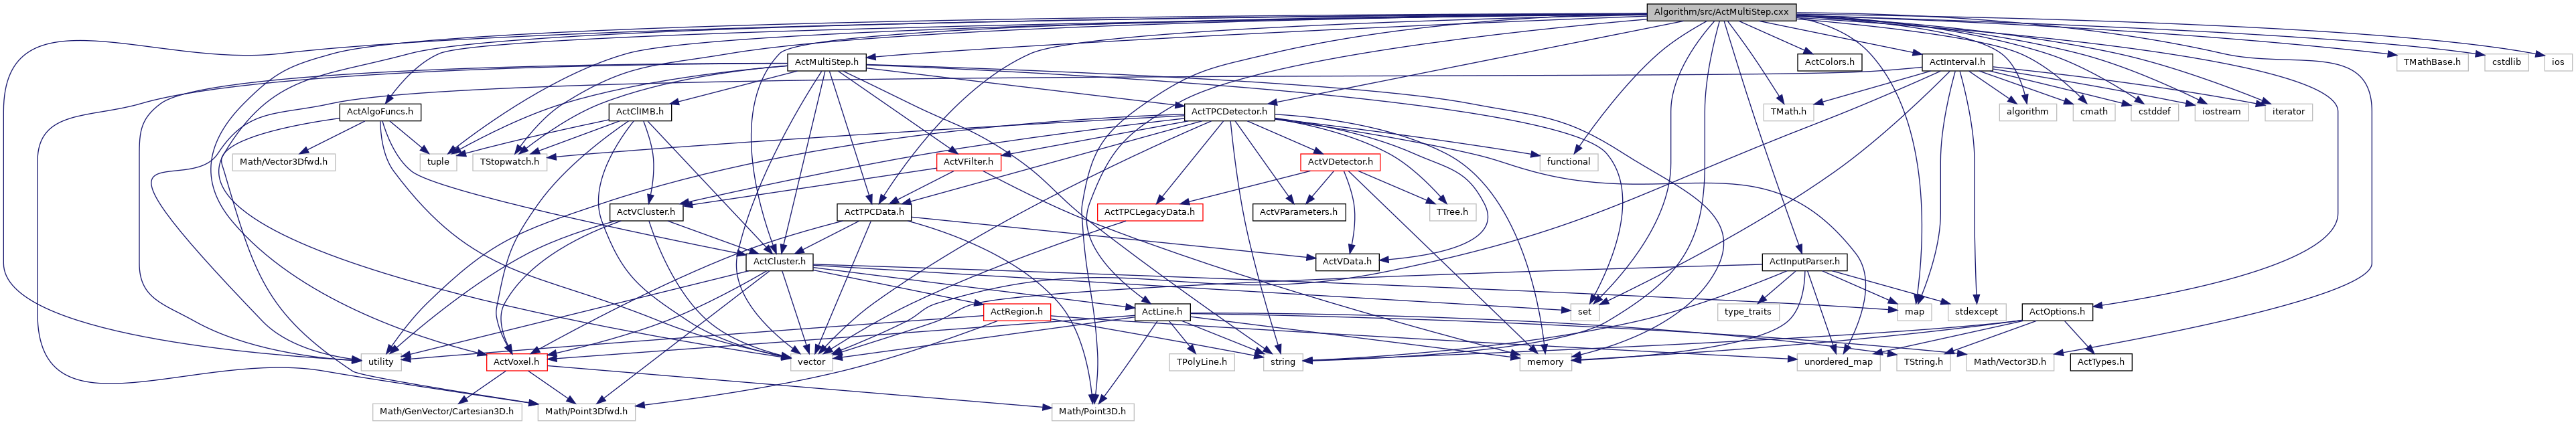 Algorithm/src/ActMultiStep.cxx
ActMultiStep.h
ActColors.h
ActInterval.h
TMathBase.h
cstdlib
ios
ActAlgoFuncs.h
ActClIMB.h
ActTPCDetector.h
TMath.h
algorithm
cmath
cstddef
iostream
iterator
Math/Vector3Dfwd.h
tuple
TStopwatch.h
ActVFilter.h
functional
ActVDetector.h
ActVCluster.h
ActTPCData.h
ActTPCLegacyData.h
ActVParameters.h
TTree.h
ActCluster.h
ActVData.h
ActInputParser.h
ActRegion.h
ActLine.h
set
type_traits
map
stdexcept
ActOptions.h
utility
ActVoxel.h
vector
TPolyLine.h
string
memory
unordered_map
TString.h
Math/Vector3D.h
ActTypes.h
Math/GenVector/Cartesian3D.h
Math/Point3Dfwd.h
Math/Point3D.h